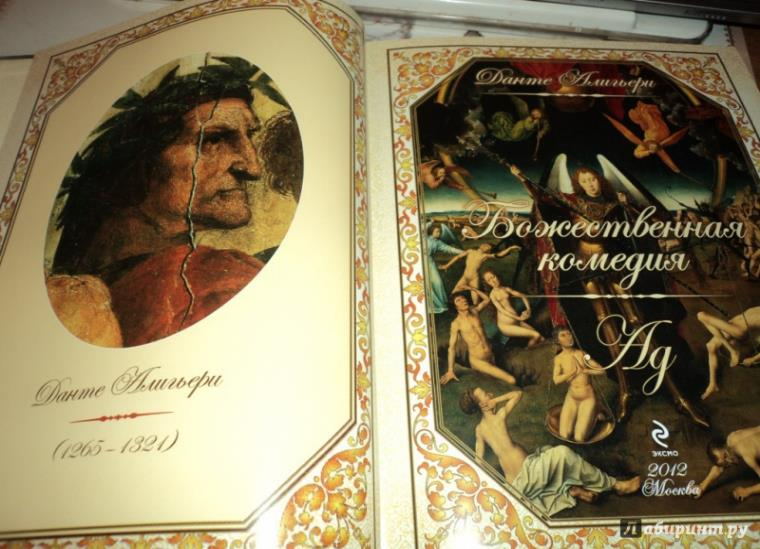 Данте Алигьери
(1265–1321)
Данте Алигьери
Божественная
комедия
Ад
ЭКСМО
2012
Москва
Лабиринт.ру